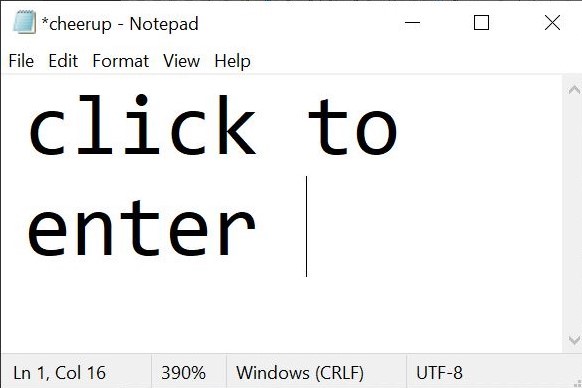 *cheerup - Notepad
File Edit Format View Help
click to
enter
Ln 1, Col 16 390% Windows (CRLF) UTF-8